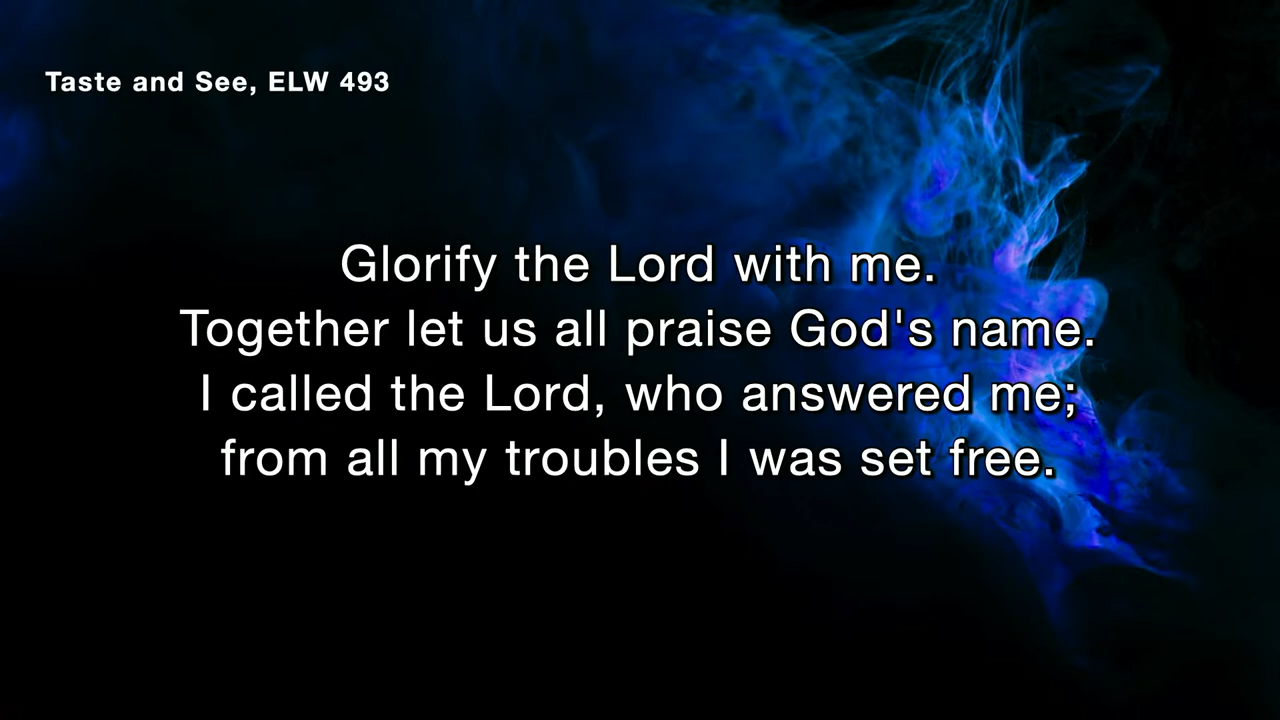 Taste and See, ELW 493
Glorify the Lord with me.
Together let us all praise God's name.
I called the Lord, who answered me;
from all my troubles I was set free.